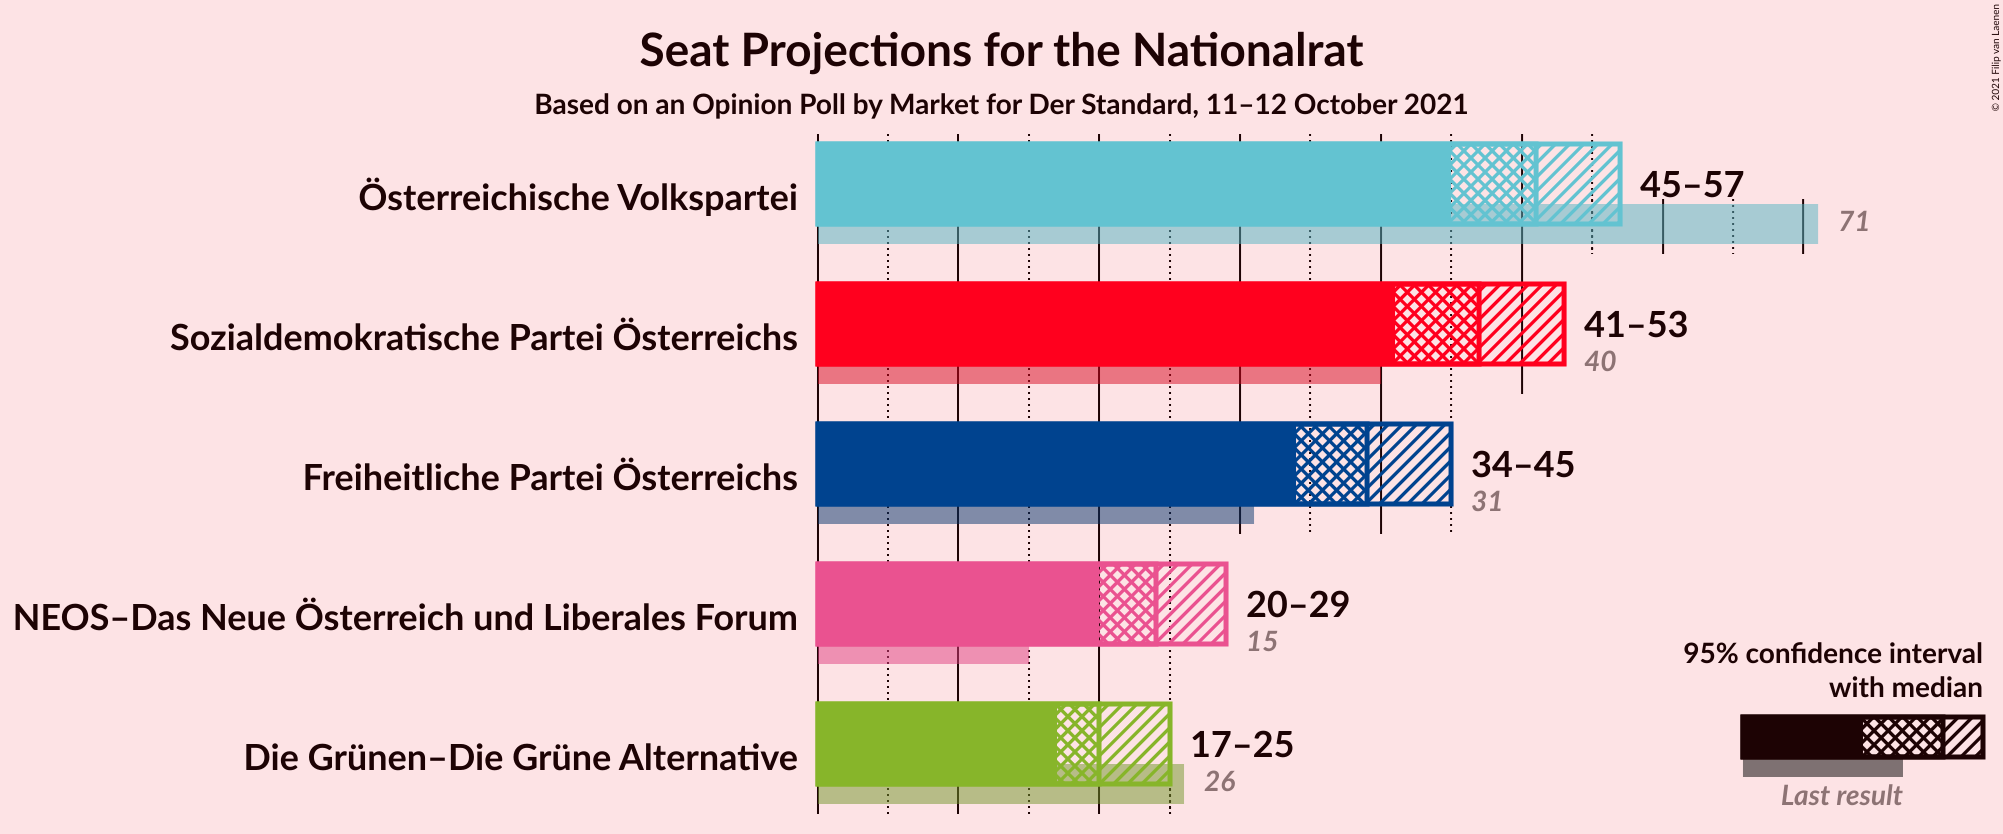 Seat Projections for the Nationalrat
Based on an Opinion Poll by Market for Der Standard, 11–12 October 2021
© 2021 Filip van Laenen
Österreichische Volkspartei
45–57
71
Sozialdemokratische Partei Österreichs
41–53
40
Freiheitliche Partei Österreichs
34–45
31
NEOS–Das Neue Österreich und Liberales Forum
20–29
15
Die Grünen–Die Grüne Alternative
17–25
26
95% confidence interval
with median
Last result